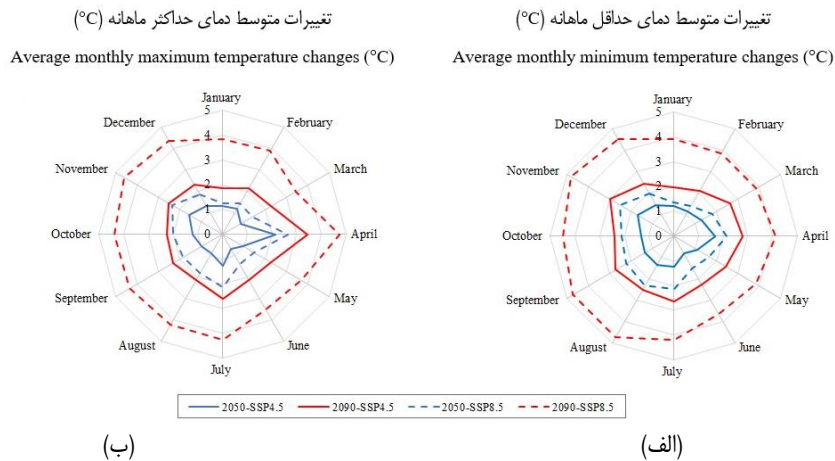 تغییرات متوسط دمای حداقل ماهانه (°C)
Average monthly minimum temperature changes (°C)
January
February
March
April
May
June
July
August
September
October
November
December
5
4
3
2
1
0
(الف)
تغییرات متوسط دمای حداکثر ماهانه (°C)
Average monthly maximum temperature changes (°C)
January
February
March
April
May
June
July
August
September
October
November
December
5
4
3
2
1
0
(ب)
2050-SSP4.5 2090-SSP4.5 2050-SSP8.5 2090-SSP8.5